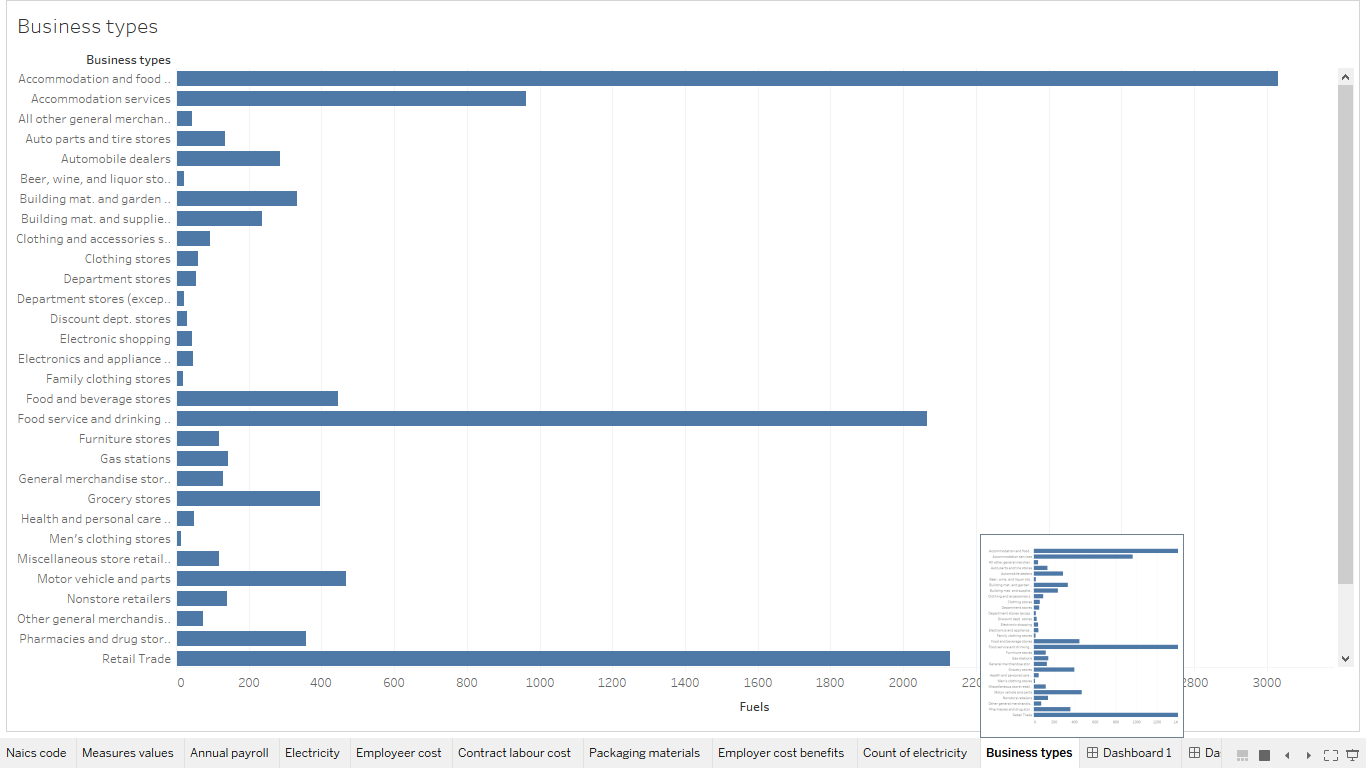 Business types
Business types
Accommodation and food ..
Accommodation services
All other general merchan..
Auto parts and tire stores
Automobile dealers
Beer, wine, and liquor sto..
Building mat. and garden ..
Building mat. and supplie..
Clothing and accessories s..
Clothing stores
Department stores
Department stores (excep..
Discount dept. stores
Electronic shopping
Electronics and appliance ..
Family clothing stores
Food and beverage stores
Food service and drinking ..
Furniture stores
Gas stations
General merchandise stor..
Grocery stores
Health and personal care ..
Men's clothing stores
Miscellaneous store retail..
Motor vehicle and parts
Nonstore retailers
Other general merchandis..
Pharmacies and drug stor..
Retail Trade
0 200 400 600 800 1000 1200 1400 1600 1800 2000 220 2800 3000
Fuels
Naics code Measures values Annual payroll Electricity Employeer cost Contract labour cost Packaging materials Employer cost benefits Count of electricity Business types Dashboard 1 Da